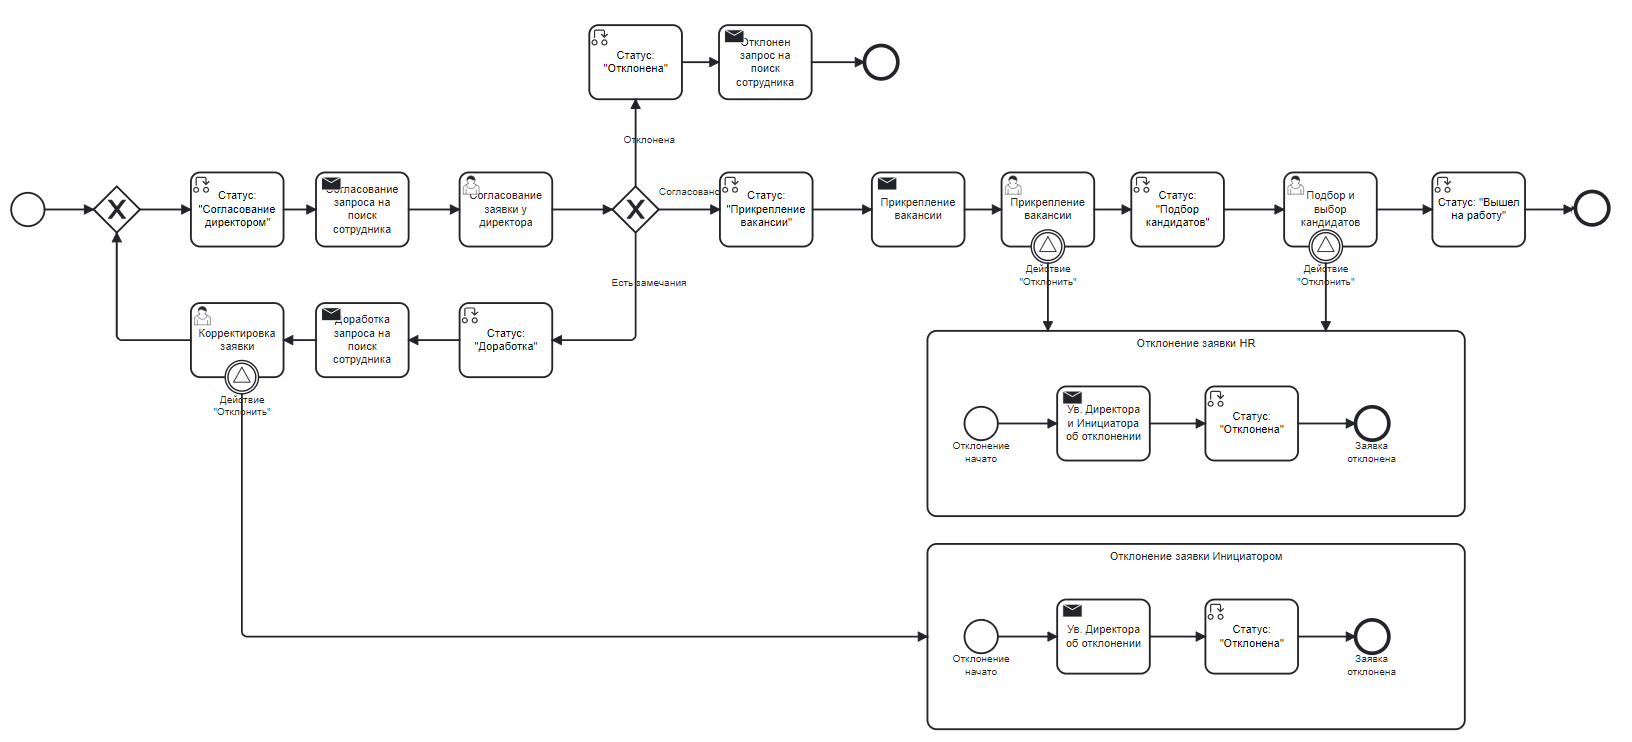 Статус:
"Отклонена"
Отклонен
запрос на
поиск
сотрудника
Отклонена
Статус:
"Согласование
директором"
Согласование
запроса на
поиск
сотрудника
Согласование
заявки у
директора
Согласовано
Статус:
"Прикрепление
вакансии"
Прикрепление
вакансии
Прикрепление
вакансии
Действие
"Отклонить"
Статус:
"Подбор
кандидатов"
Подбор и
выбор
кандидатов
Действие
"Отклонить"
Статус: "Вышел
на работу"
Есть замечания
Корректировка
заявки
Действие
"Отклонить"
Доработка
запроса на
поиск
сотрудника
Статус:
"Доработка"
Отклонение заявки HR
Отклонение
начато
Ув. Директора
и Инициатора
об отклонении
Статус:
"Отклонена"
Заявка
отклонена
Отклонение заявки Инициатором
Отклонение
начато
Ув. Директора
об отклонении
Статус:
"Отклонена"
Заявка
отклонена